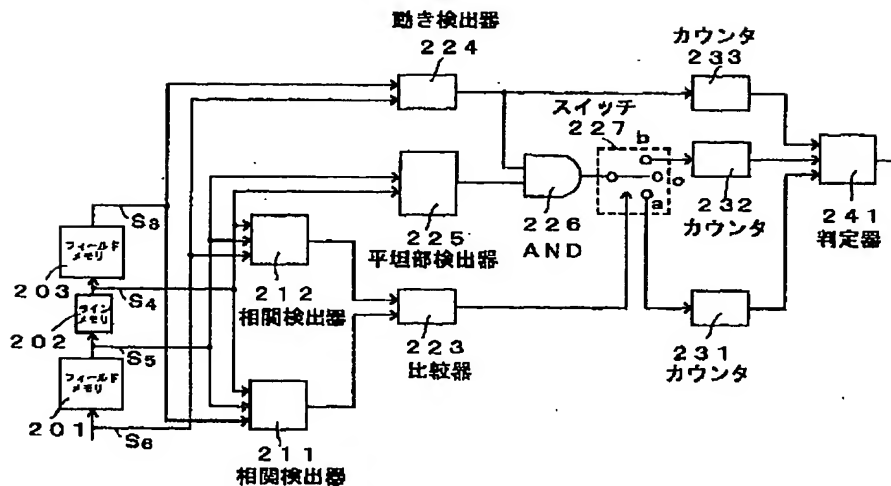 動き検出器
224
カウンタ
233
スイッチ
227
b
c
a
232
カウンタ
241
判定器
226
AND
225
平坦部検出器
S3
フィールド
メモリ
203
S4
ライン
メモリ
202
212
相関検出器
223
比較器
231
カウンタ
S5
フィールド
メモリ
201
S6
211
相関検出器